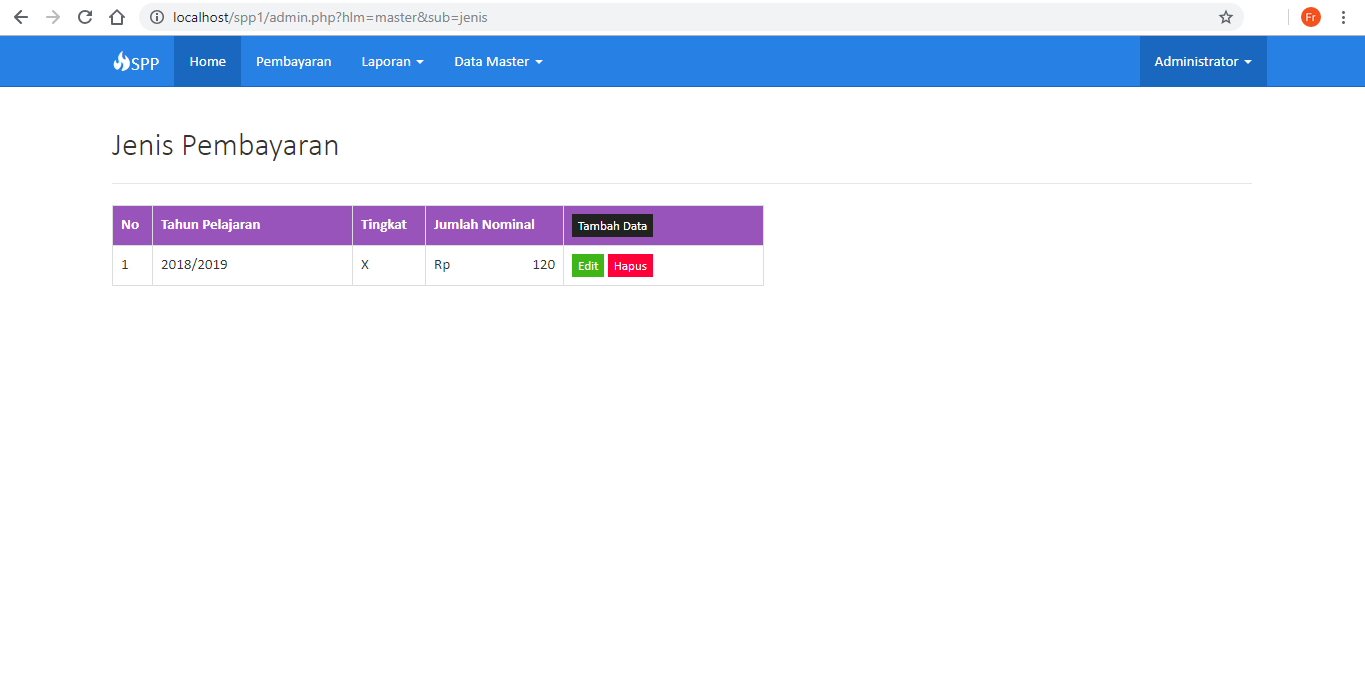 localhost/spp1/admin.php?hlm=master&sub=jenis
Fr
SPP Home Pembayaran Laporan Data Master Administrator
Jenis Pembayaran
No Tahun Pelajaran Tingkat Jumlah Nominal Tambah Data
1 2018/2019 X Rp 120 Edit Hapus